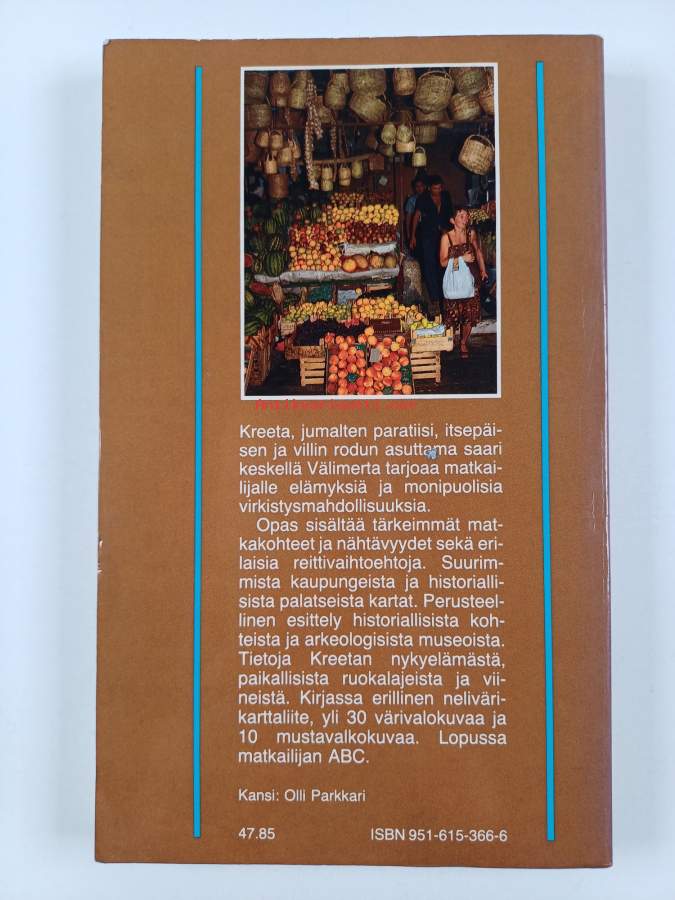 Kreeta, jumalten paratiisi, itsepäi-
sen ja villin rodun asuttama saari
keskellä Välimerta tarjoaa matkai-
lijalle elämyksiä ja monipuolisia
virkistysmahdollisuuksia.
Opas sisältää tärkeimmät mat-
kakohteet ja nähtävyydet sekä eri-
laisia reittivaihtoehtoja. Suurim-
mista kaupungeista ja historialli-
sista palatseista kartat. Perusteel-
linen esittely historiallisista koh-
teista ja arkeologisista museoista.
Tietoja Kreetan nykyelämästä,
paikallisista ruokalajeista ja vii-
neistä. Kirjassa erillinen neliväri-
karttaliite, yli 30 värivalokuvaa ja
10 mustavalkokuvaa. Lopussa
matkailijan ABC.
Kansi: Olli Parkkari
47.85 ISBN 951-615-366-6